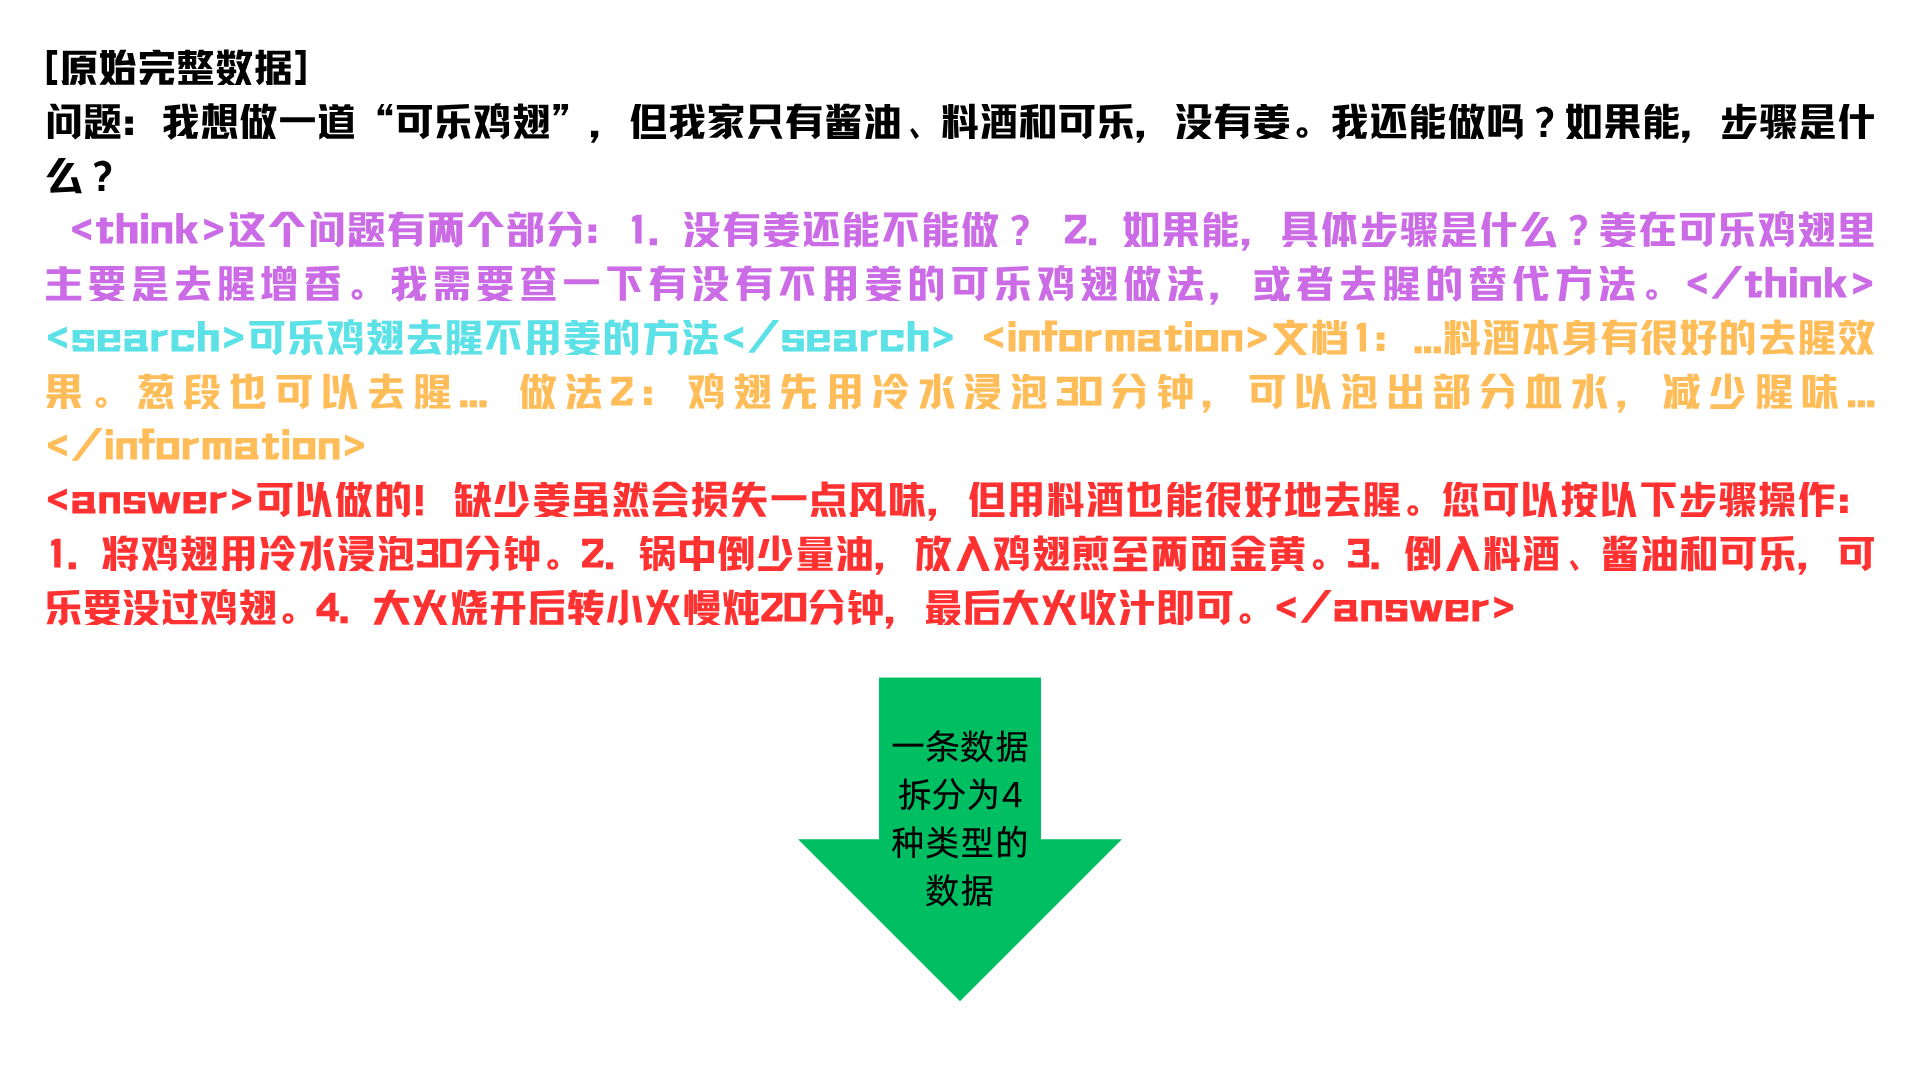 [原始完整数据]
问题：我想做一道“可乐鸡翅”，但我家只有酱油、料酒和可乐，没有姜。我还能做吗？如果能，步骤是什
么？
<think>这个问题有两个部分：1. 没有姜还能不能做？ 2. 如果能，具体步骤是什么？姜在可乐鸡翅里
主要是去腥增香。我需要查一下有没有不用姜的可乐鸡翅做法，或者去腥的替代方法。</think>
<search>可乐鸡翅去腥不用姜的方法</search> <information>文档1：...料酒本身有很好的去腥效
果。葱段也可以去腥... 做法2：鸡翅先用冷水浸泡30分钟，可以泡出部分血水，减少腥味...
</information>
<answer>可以做的！缺少姜虽然会损失一点风味，但用料酒也能很好地去腥。您可以按以下步骤操作：
1. 将鸡翅用冷水浸泡30分钟。2. 锅中倒少量油，放入鸡翅煎至两面金黄。3. 倒入料酒、酱油和可乐，可
乐要没过鸡翅。4. 大火烧开后转小火慢炖20分钟，最后大火收汁即可。</answer>
一条数据
拆分为4
种类型的
数据